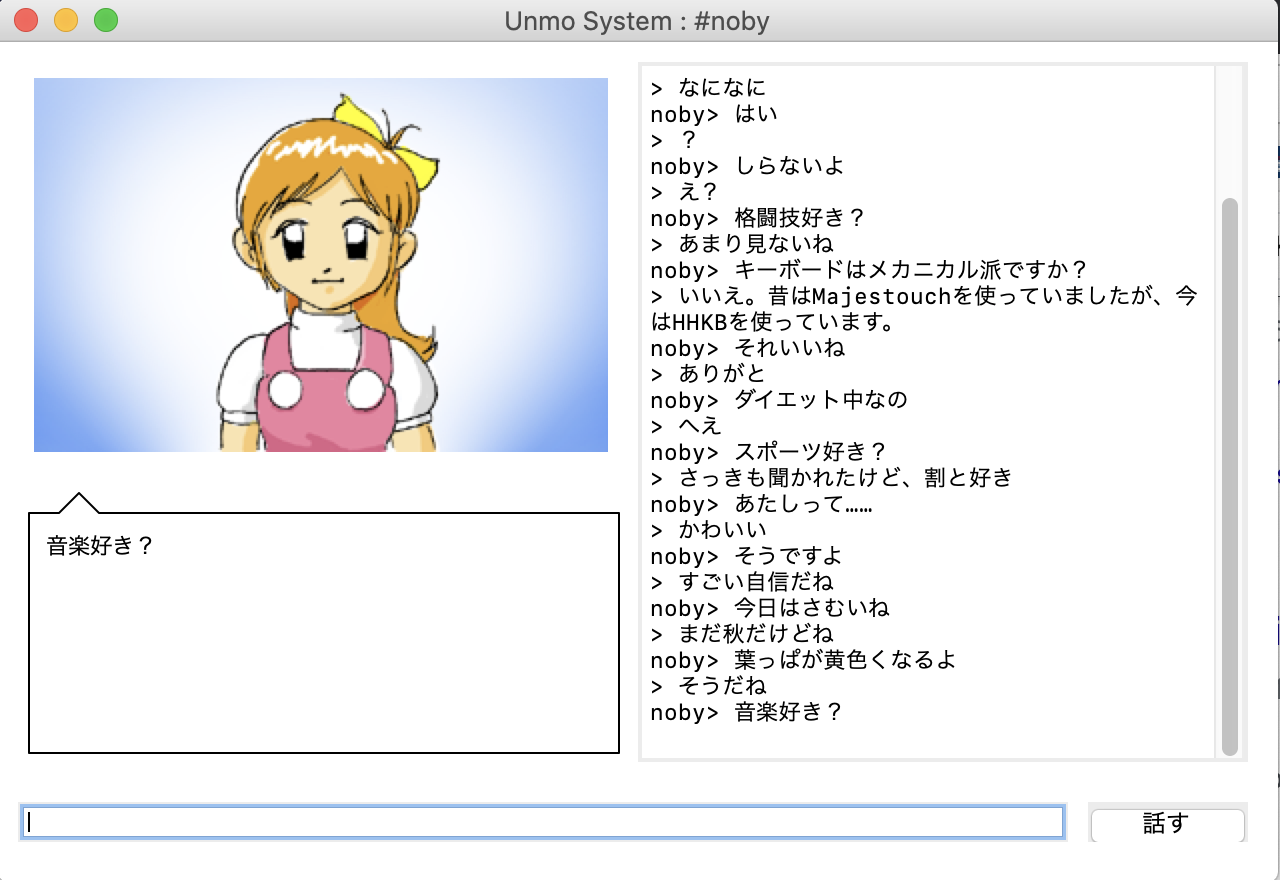 Unmo System : #noby
> なになに
noby> はい
> ？
noby> しらないよ
> え？
noby> 格闘技好き？
> あまり見ないね
noby> キーボードはメカニカル派ですか？
> いいえ。昔はMajestouchを使っていましたが、今
はHHKBを使っています。
noby> それいいね
> ありがと
noby> ダイエット中なの
> へえ
noby> スポーツ好き？
> さっきも聞かれたけど、割と好き
noby> あたしって……
> かわいい
noby> そうですよ
> すごい自信だね
noby> 今日はさむいね
> まだ秋だけどね
noby> 葉っぱが黄色くなるよ
> そうだね
noby> 音楽好き？
音楽好き？
話す